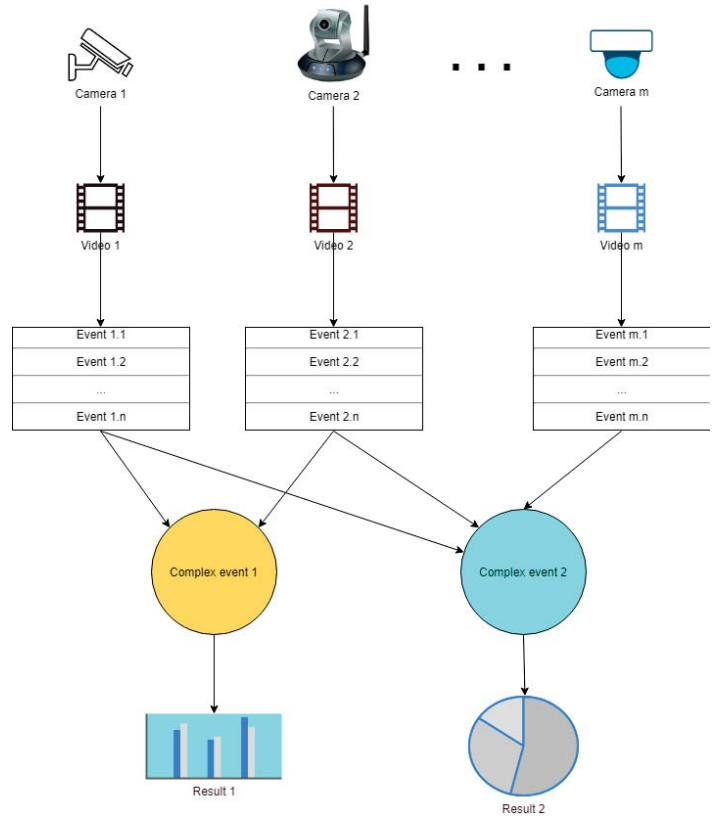 Camera 1
Camera 2
. . .
Camera m
Video 1
Video 2
Video m
Event 1.1
Event 1.2
...
Event 1.n
Event 2.1
Event 2.2
...
Event 2.n
Event m.1
Event m.2
...
Event m.n
Complex event 1
Complex event 2
Result 1
Result 2